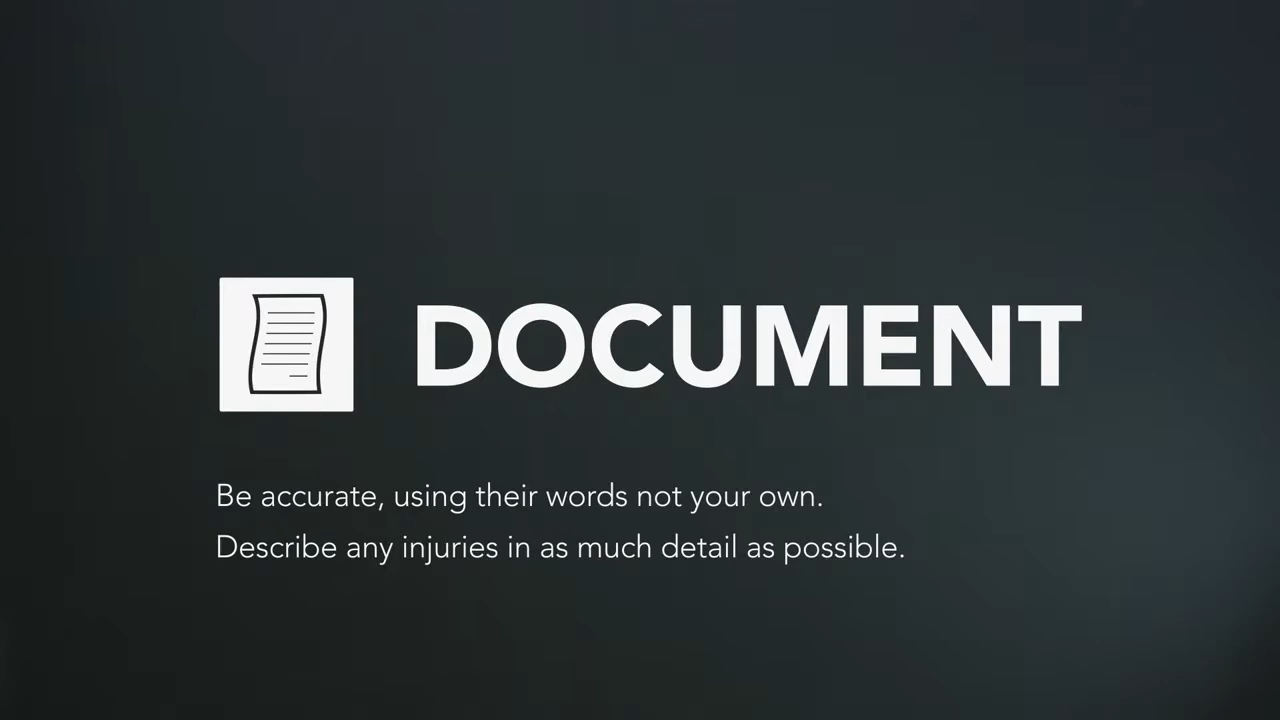 DOCUMENT
Be accurate, using their words not your own.
Describe any injuries in as much detail as possible.